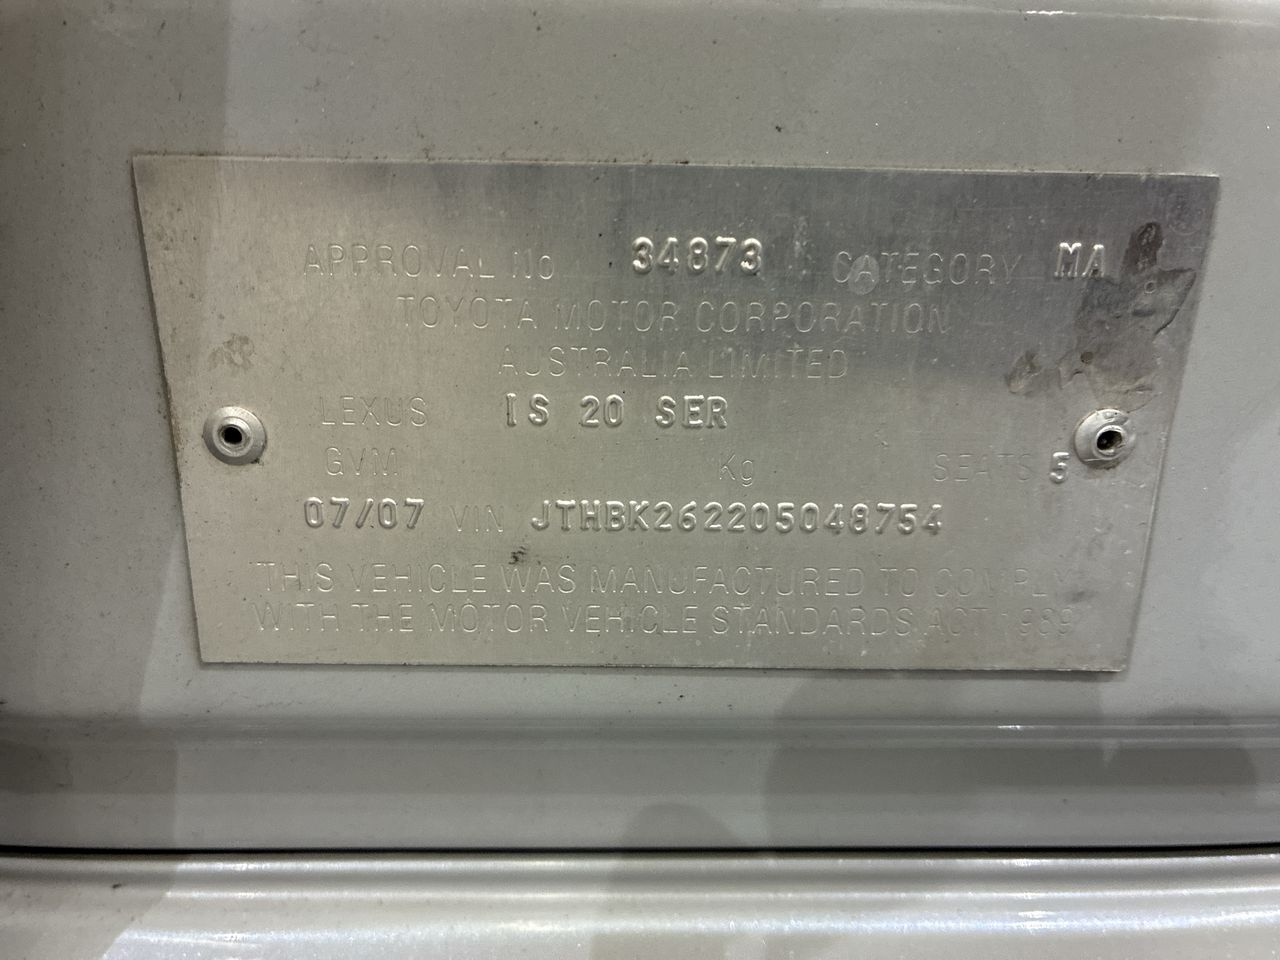 APPROVAL No 34873 CATEGORY MA
TOYOTA MOTOR CORPORATION
AUSTRALIA LIMITED
LEXUS IS 20 SER
GVM Kg SEATS 5
07/07 VIN JTHBK262205048754
THIS VEHICLE WAS MANUFACTURED TO COMPLY
WITH THE MOTOR VEHICLE STANDARDS ACT 1989